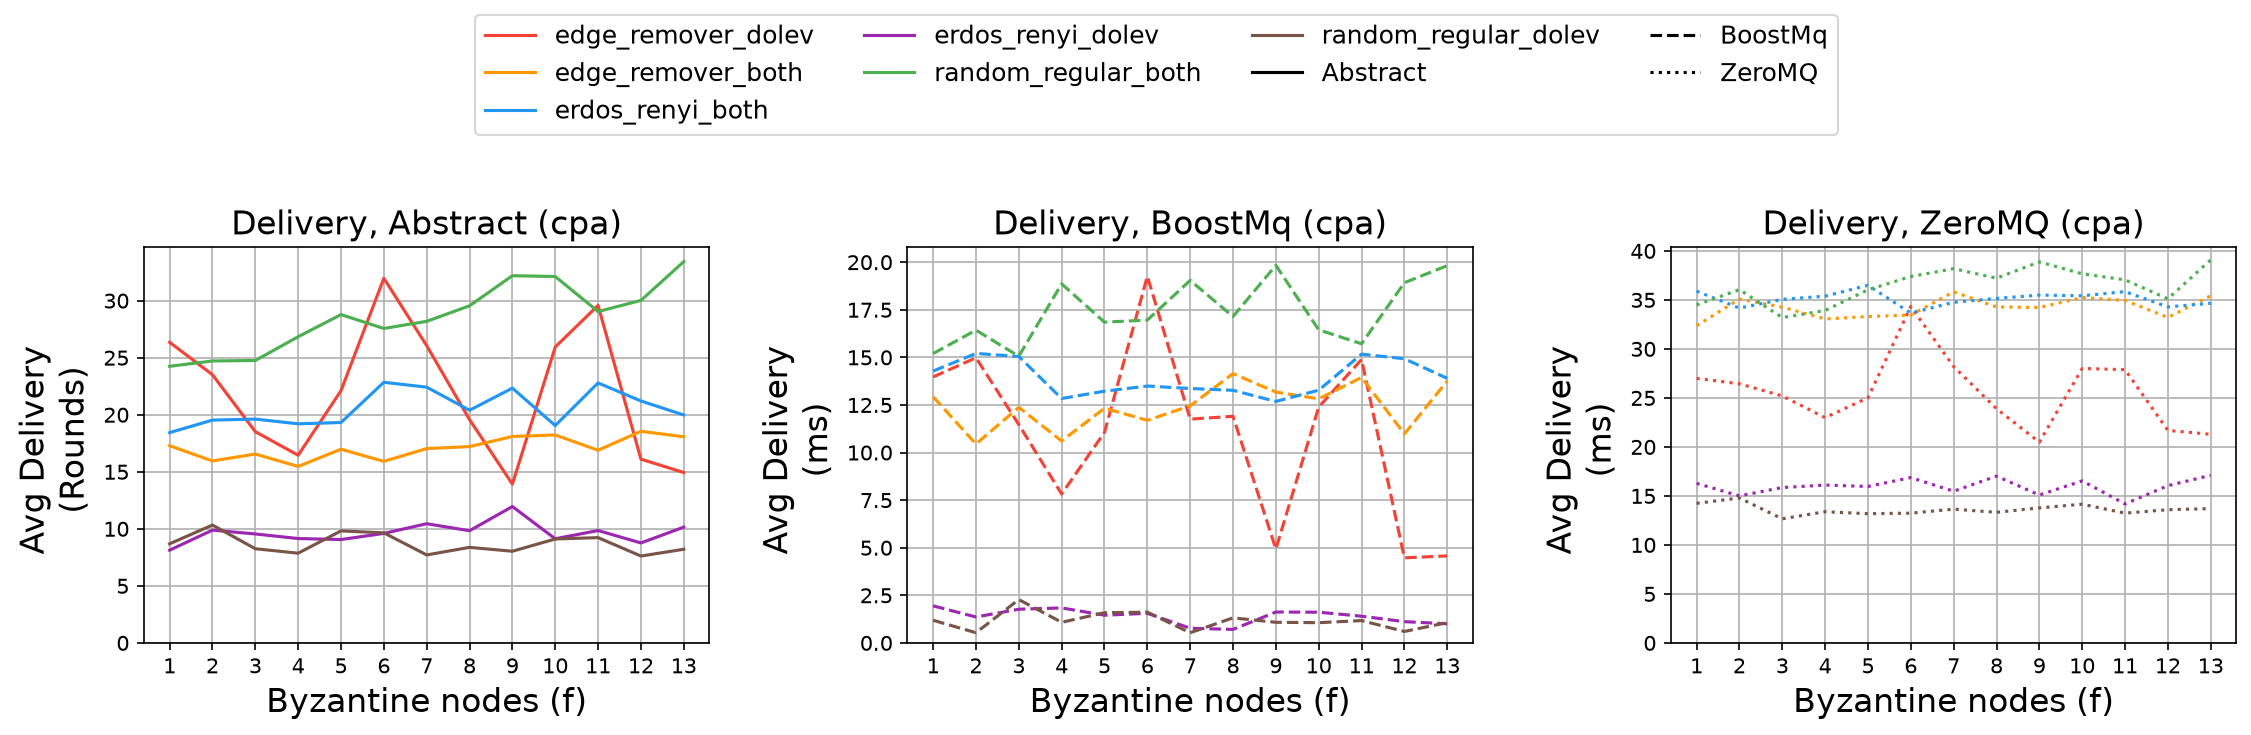 edge_remover_dolev
edge_remover_both
erdos_renyi_both
erdos_renyi_dolev
random_regular_both
random_regular_dolev
Abstract
BoostMq
ZeroMQ
Delivery, Abstract (cpa)
Avg Delivery
(Rounds)
30
25
20
15
10
5
0
1 2 3 4 5 6 7 8 9 10 11 12 13
Byzantine nodes (f)
Delivery, BoostMq (cpa)
Avg Delivery
(ms)
20.0
17.5
15.0
12.5
10.0
7.5
5.0
2.5
0.0
1 2 3 4 5 6 7 8 9 10 11 12 13
Byzantine nodes (f)
Delivery, ZeroMQ (cpa)
Avg Delivery
(ms)
40
35
30
25
20
15
10
5
0
1 2 3 4 5 6 7 8 9 10 11 12 13
Byzantine nodes (f)